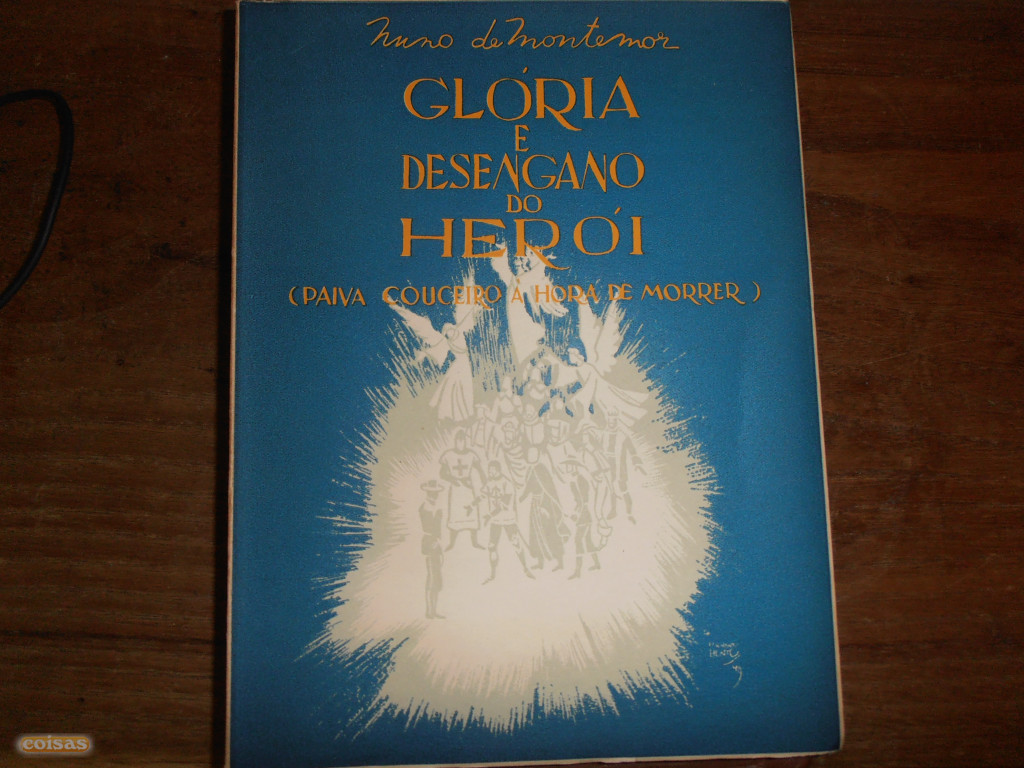 Nuno de Montemor
GLÓRIA
E
DESENGANO
DO
HERÓI
(PAIVA COUCEIRO À HORA DE MORRER)
coisas